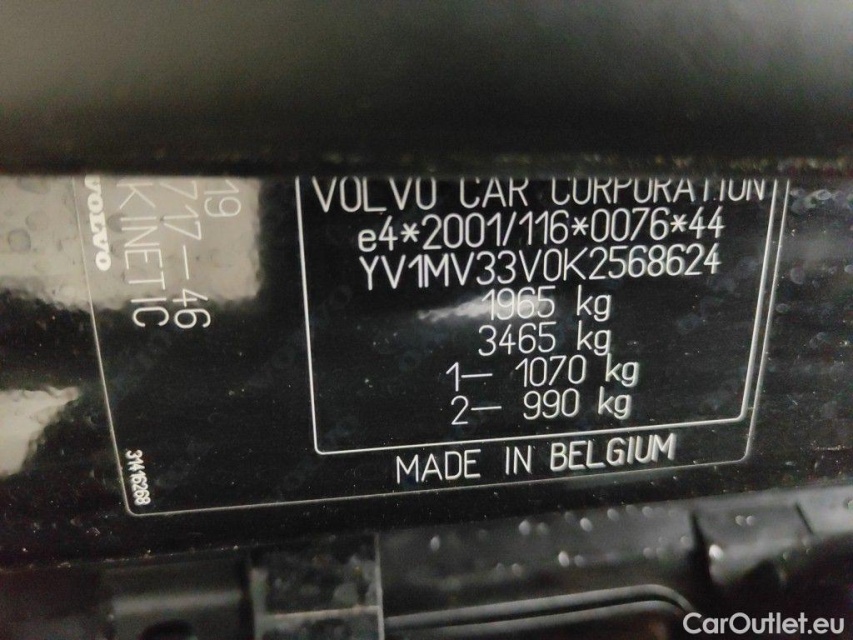 VOLVO
KINETIC
717-46
19
31416268
VOLVO CAR CORPORATION
e4*2001/116*0076*44
YV1MV33V0K2568624
1965 kg
3465 kg
1- 1070 kg
2- 990 kg
MADE IN BELGIUM
CarOutlet.eu